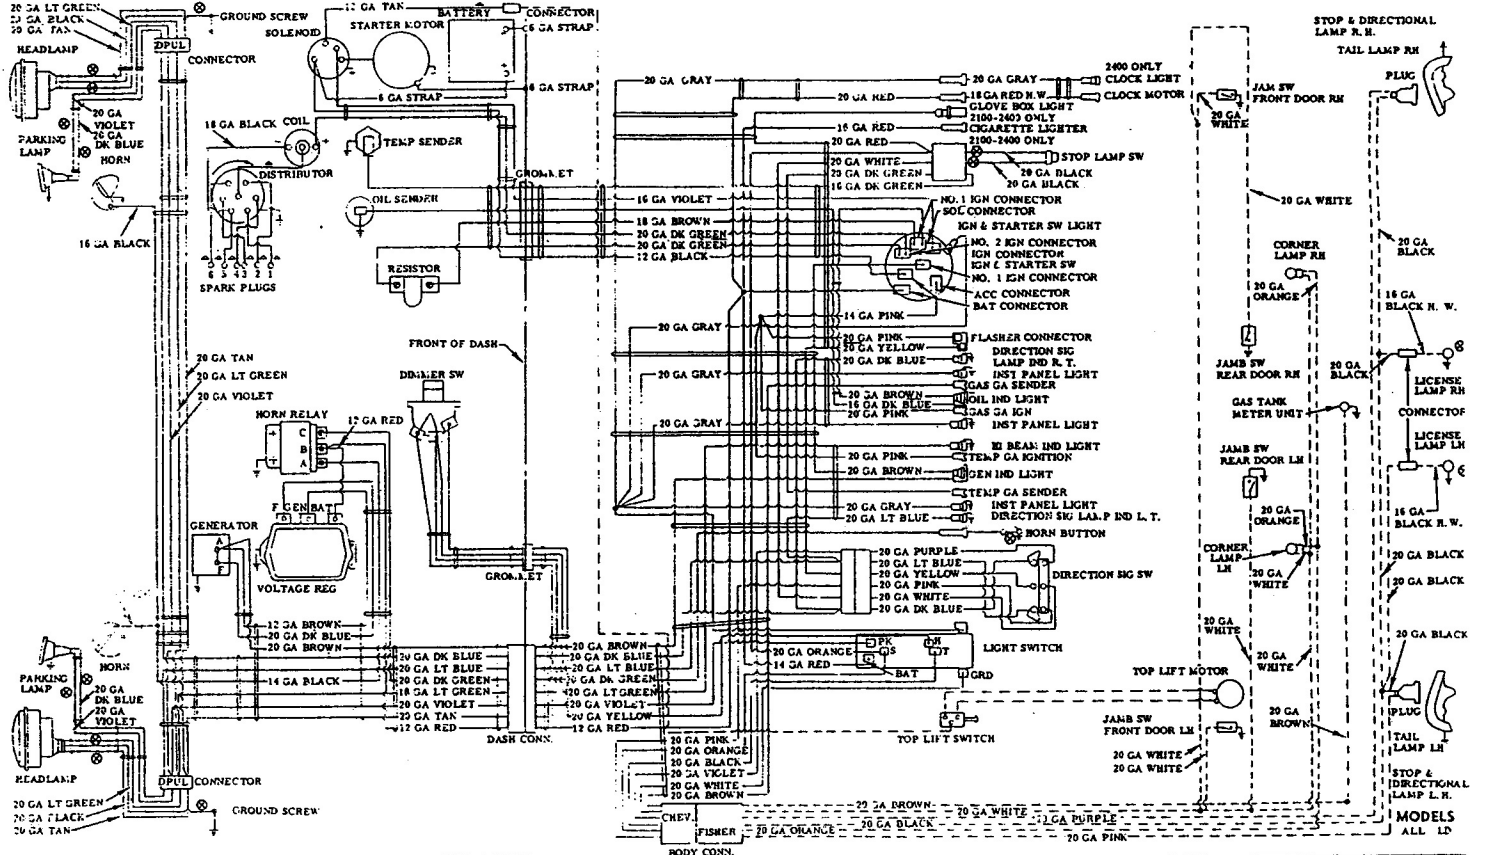 20 GA LT GREEN
20 GA BLACK
20 GA TAN
HEADLAMP
DPUL
CONNECTOR
GROUND SCREW
20 GA
VIOLET
20 GA
DK BLUE
PARKING
LAMP
HORN
16 GA BLACK
12 GA TAN
SOLENOID
STARTER MOTOR
BATTERY
CONNECTOR
6 GA STRAP
6 GA STRAP
6 GA STRAP
18 GA BLACK
COIL
DISTRIBUTOR
TEMP SENDER
OIL SENDER
6 5 4 3 2 1
SPARK PLUGS
RESISTOR
GROMMET
FRONT OF DASH
DIMMER SW
20 GA TAN
20 GA LT GREEN
20 GA VIOLET
HORN RELAY
C
B
A
12 GA RED
F GEN BAT
GENERATOR
A
F
VOLTAGE REG
GROMMET
12 GA BROWN
20 GA DK BLUE
20 GA BROWN
14 GA BLACK
HORN
PARKING
LAMP
20 GA
DK BLUE
20 GA
VIOLET
HEADLAMP
DPUL
CONNECTOR
GROUND SCREW
20 GA LT GREEN
20 GA BLACK
20 GA TAN
20 GA DK BLUE
20 GA LT BLUE
20 GA DK GREEN
18 GA LT GREEN
20 GA VIOLET
20 GA TAN
12 GA RED
DASH CONN.
20 GA BROWN
20 GA DK BLUE
20 GA LT BLUE
20 GA DK GREEN
20 GA LT GREEN
20 GA VIOLET
20 GA YELLOW
12 GA RED
20 GA PINK
20 GA ORANGE
20 GA BLACK
20 GA VIOLET
20 GA WHITE
20 GA BROWN
CHEV.
FISHER
BODY CONN.
20 GA GRAY
20 GA RED
16 GA RED
20 GA RED
20 GA WHITE
20 GA DK GREEN
16 GA DK GREEN
16 GA VIOLET
18 GA BROWN
20 GA DK GREEN
20 GA DK GREEN
12 GA BLACK
20 GA GRAY
18 GA RED H.W.
2400 ONLY
CLOCK LIGHT
CLOCK MOTOR
GLOVE BOX LIGHT
2100-2400 ONLY
CIGARETTE LIGHTER
2100-2400 ONLY
STOP LAMP SW
20 GA BLACK
20 GA BLACK
NO. 1 IGN CONNECTOR
SOL CONNECTOR
IGN & STARTER SW LIGHT
NO. 2 IGN CONNECTOR
IGN CONNECTOR
IGN & STARTER SW
NO. 1 IGN CONNECTOR
ACC CONNECTOR
BAT CONNECTOR
14 GA PINK
20 GA GRAY
20 GA PINK
20 GA YELLOW
20 GA DK BLUE
FLASHER CONNECTOR
DIRECTION SIG
LAMP IND R. T.
20 GA GRAY
INST PANEL LIGHT
GAS GA SENDER
20 GA BROWN
16 GA DK BLUE
20 GA PINK
OIL IND LIGHT
GAS GA IGN
20 GA GRAY
INST PANEL LIGHT
HI BEAM IND LIGHT
20 GA PINK
TEMP GA IGNITION
20 GA BROWN
GEN IND LIGHT
TEMP GA SENDER
20 GA GRAY
INST PANEL LIGHT
20 GA LT BLUE
DIRECTION SIG LAMP IND L. T.
HORN BUTTON
20 GA PURPLE
20 GA LT BLUE
20 GA YELLOW
20 GA PINK
20 GA WHITE
20 GA DK BLUE
DIRECTION SIG SW
PK
H
S
T
BAT
20 GA ORANGE
14 GA RED
LIGHT SWITCH
GRD
TOP LIFT SWITCH
TOP LIFT MOTOR
JAMB SW
FRONT DOOR LH
20 GA WHITE
20 GA WHITE
20 GA BROWN
20 GA WHITE
20 GA BLACK
20 GA PURPLE
20 GA ORANGE
20 GA PINK
JAM SW
FRONT DOOR RH
20 GA
WHITE
20 GA WHITE
CORNER
LAMP RH
20 GA
ORANGE
JAMB SW
REAR DOOR RH
GAS TANK
METER UNIT
JAMB SW
REAR DOOR LH
20 GA
ORANGE
CORNER
LAMP
LH
20 GA
WHITE
20 GA
WHITE
20 GA
WHITE
20 GA
BROWN
STOP & DIRECTIONAL
LAMP R. H.
TAIL LAMP RH
PLUG
20 GA
BLACK
16 GA
BLACK H. W.
20 GA
BLACK
LICENSE
LAMP RH
CONNECTOR
LICENSE
LAMP LH
16 GA
BLACK H. W.
20 GA BLACK
20 GA BLACK
20 GA BLACK
PLUG
TAIL
LAMP LH
STOP &
DIRECTIONAL
LAMP L. H.
MODELS
ALL LD